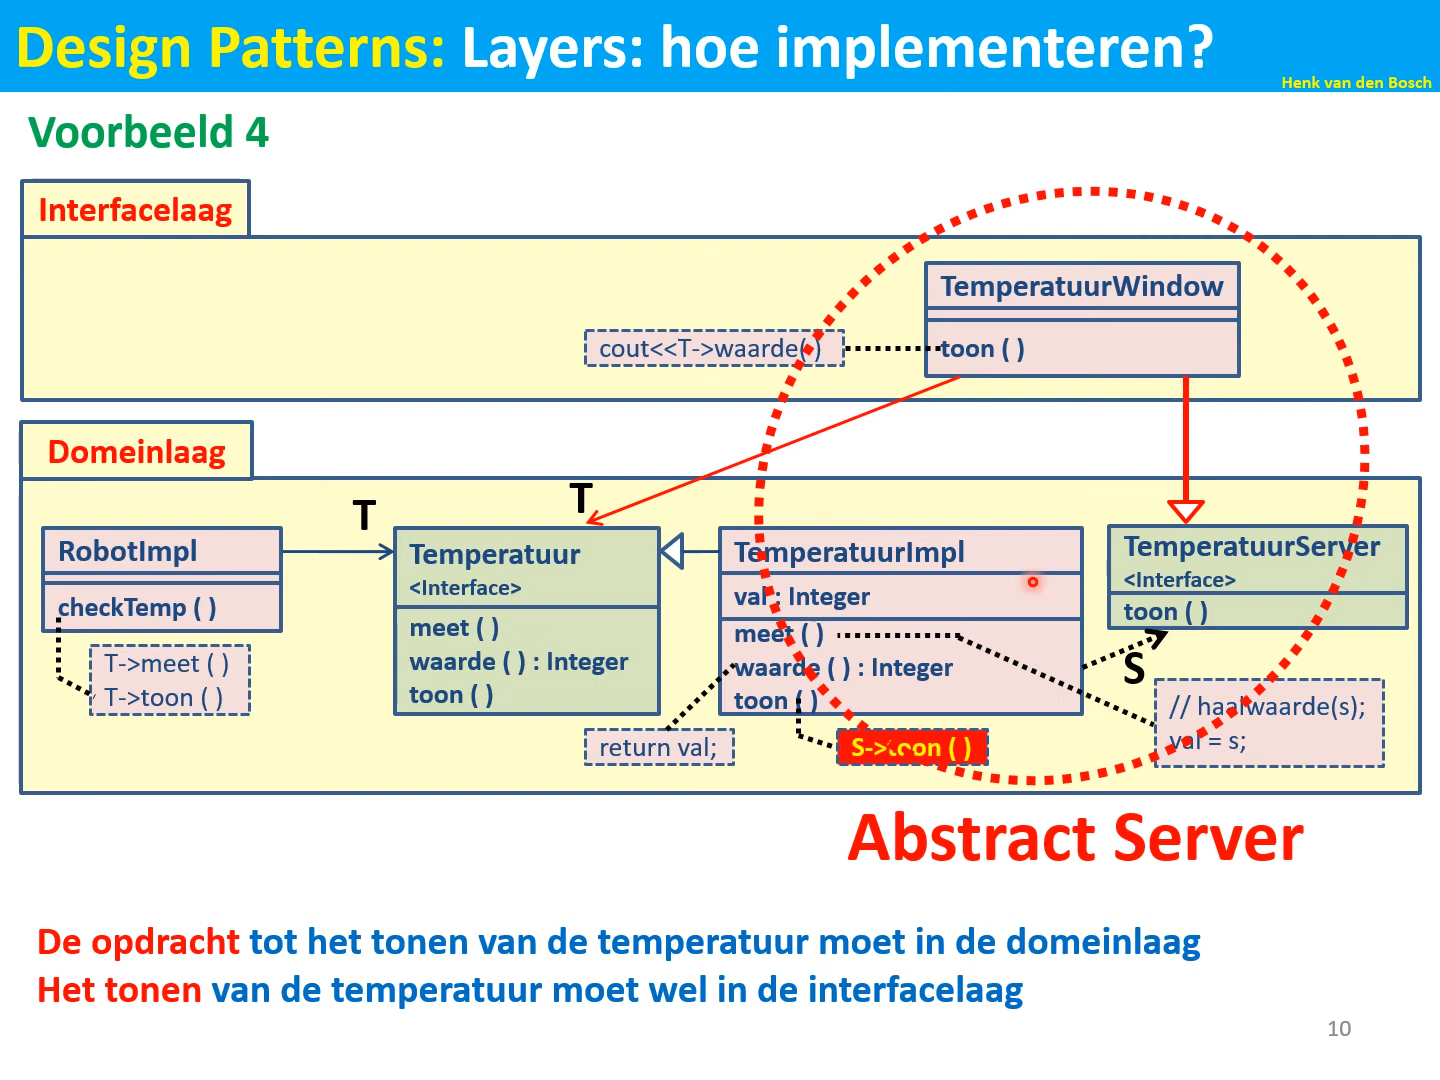 Design Patterns: Layers: hoe implementeren?
Henk van den Bosch
Voorbeeld 4
Interfacelaag
TemperatuurWindow
cout<<T->waarde( )
toon ( )
Domeinlaag
T
T
RobotImpl
checkTemp ( )
T->meet ( )
T->toon ( )
Temperatuur
<Interface>
meet ( )
waarde ( ) : Integer
toon ( )
TemperatuurImpl
val : Integer
meet ( )
waarde ( ) : Integer
toon ( )
TemperatuurServer
<Interface>
toon ( )
S
return val;
S->toon ( )
// haalwaarde(s);
val = s;
Abstract Server
De opdracht tot het tonen van de temperatuur moet in de domeinlaag
Het tonen van de temperatuur moet wel in de interfacelaag
10